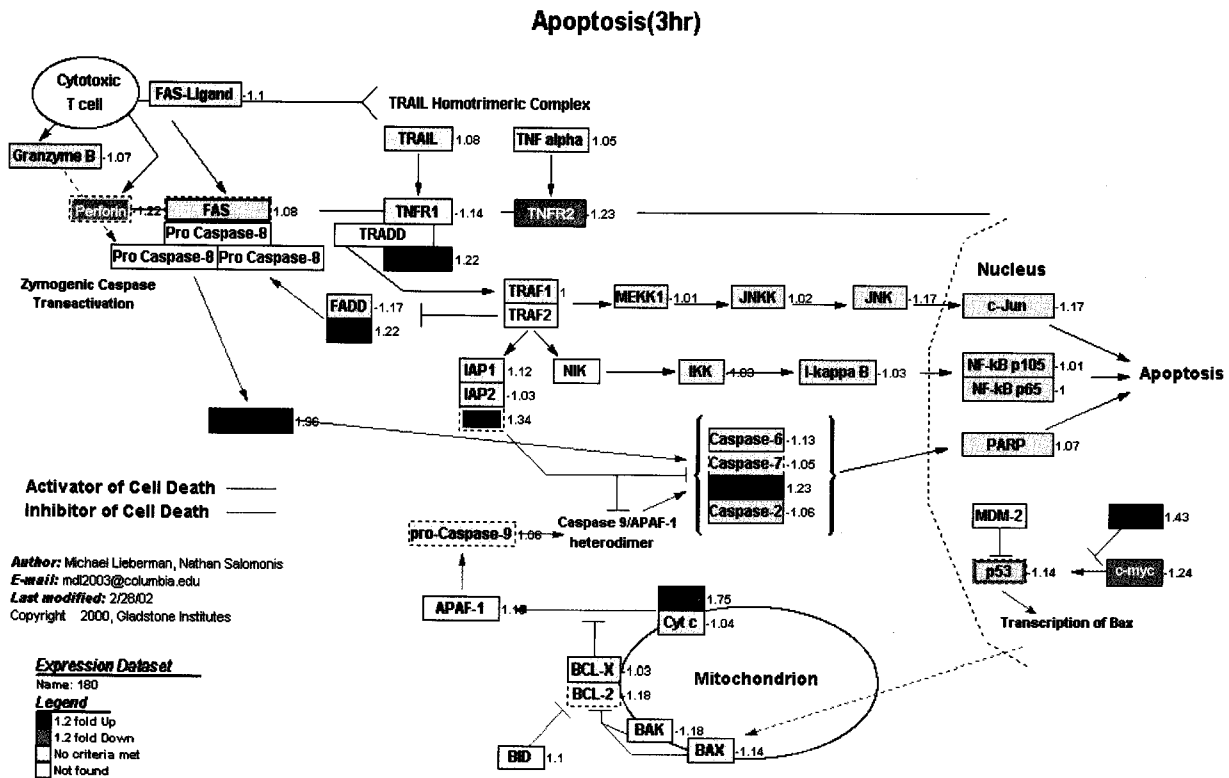 Apoptosis(3hr)
Cytotoxic
T cell
FAS-Ligand -1.1
TRAIL Homotrimeric Complex
Granzyme B -1.07
TRAIL 1.08
TNF alpha 1.05
Perforin -1.22
FAS 1.08
TNFR1 -1.14
TNFR2 1.23
Pro Caspase-8
TRADD
Pro Caspase-8 Pro Caspase-8
1.22
Zymogenic Caspase
Transactivation
Nucleus
FADD -1.17
1.22
TRAF1 1
TRAF2
MEKK1 -1.01
JNKK 1.02
JNK -1.17
c-Jun -1.17
IAP1 1.12
IAP2 -1.03
1.34
NIK
IKK -1.03
I-kappa B -1.03
NF-kB p105 -1.01
NF-kB p65 -1
Apoptosis
1.96
Caspase-6 -1.13
Caspase-7 -1.05
1.23
Caspase-2 -1.06
PARP 1.07
Activator of Cell Death
Inhibitor of Cell Death
pro-Caspase-9 1.06
Caspase 9/APAF-1
heterodimer
MDM-2
1.43
p53 -1.14
c-myc -1.24
Transcription of Bax
Author: Michael Lieberman, Nathan Salomonis
E-mail: mdl2003@columbia.edu
Last modified: 2/28/02
Copyright 2000, Gladstone Institutes
APAF-1
1.75
Cyt c -1.04
BCL-X -1.03
BCL-2 -1.18
Mitochondrion
BAK -1.18
BAX -1.14
BID 1.1
Expression Dataset
Name: 180
Legend
1.2 fold Up
1.2 fold Down
No criteria met
Not found